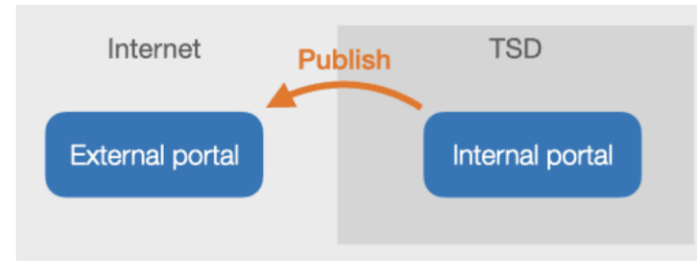 Internet
TSD
Publish
External portal
Internal portal